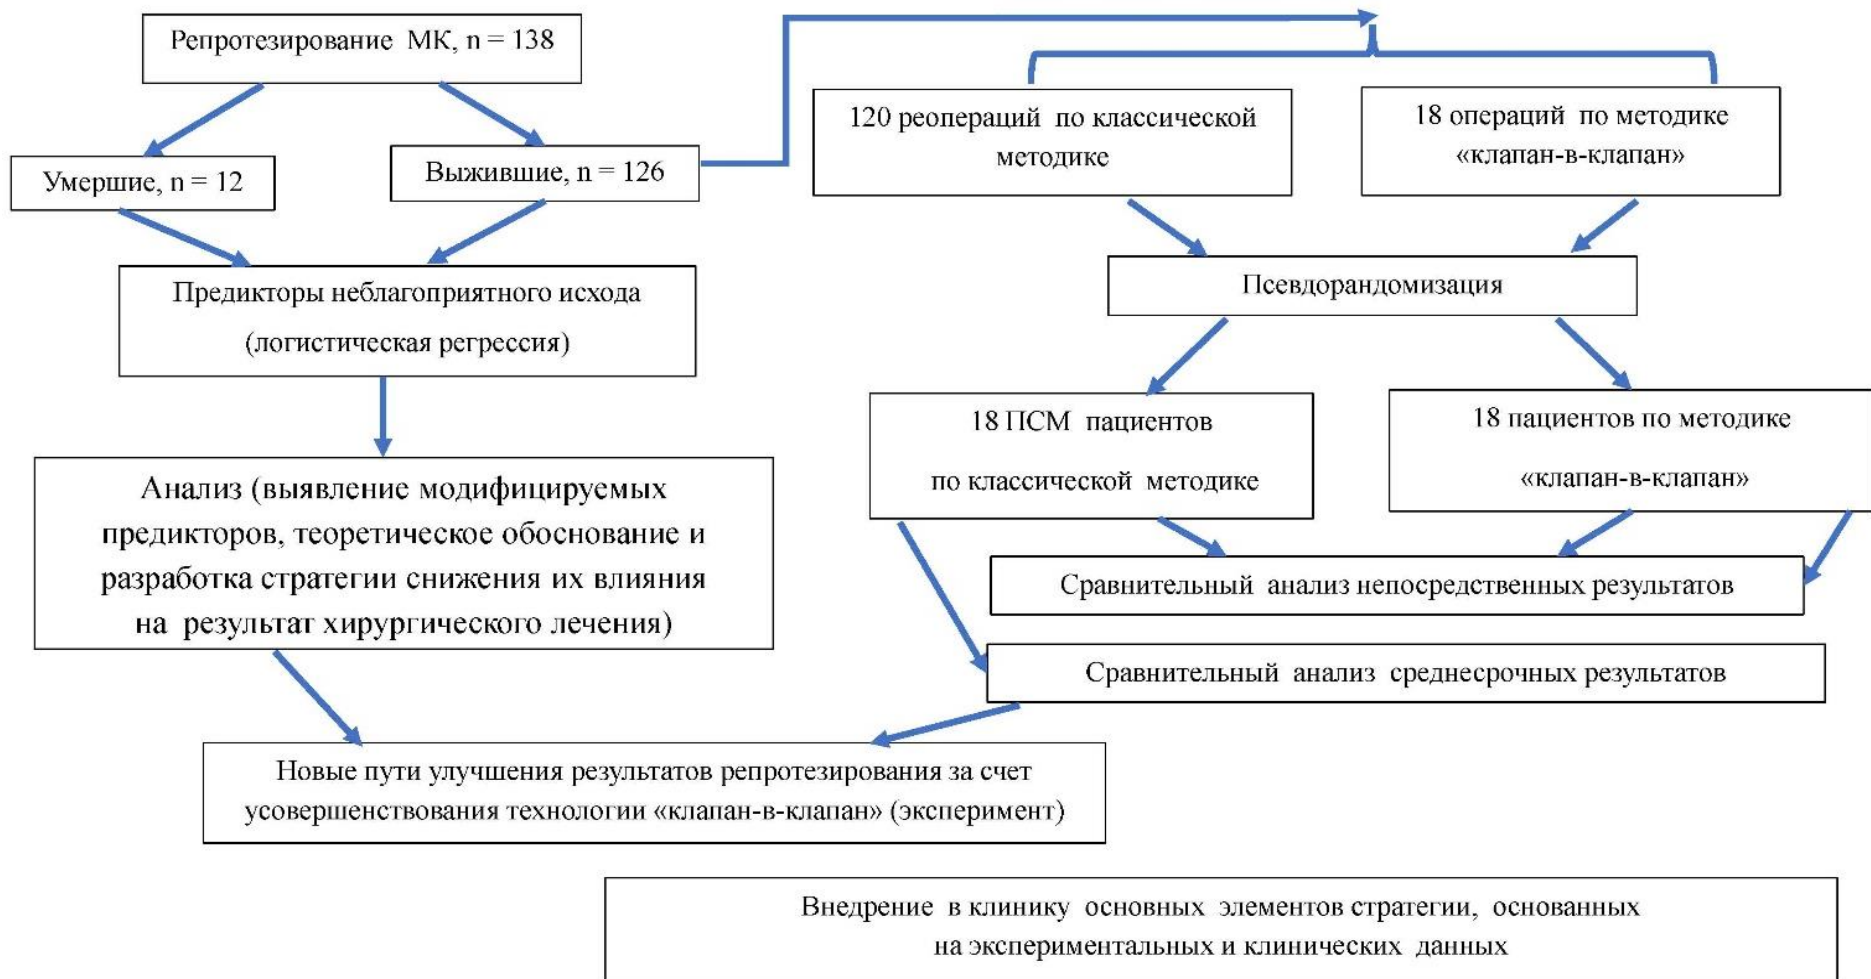 Репротезирование МК, n = 138
Умершие, n = 12
Выжившие, n = 126
Предикторы неблагоприятного исхода
(логистическая регрессия)
Анализ (выявление модифицируемых
предикторов, теоретическое обоснование и
разработка стратегии снижения их влияния
на результат хирургического лечения)
120 реопераций по классической
методике
18 операций по методике
«клапан-в-клапан»
Псевдорандомизация
18 ПСМ пациентов
по классической методике
18 пациентов по методике
«клапан-в-клапан»
Сравнительный анализ непосредственных результатов
Сравнительный анализ среднесрочных результатов
Новые пути улучшения результатов репротезирования за счет
усовершенствования технологии «клапан-в-клапан» (эксперимент)
Внедрение в клинику основных элементов стратегии, основанных
на экспериментальных и клинических данных